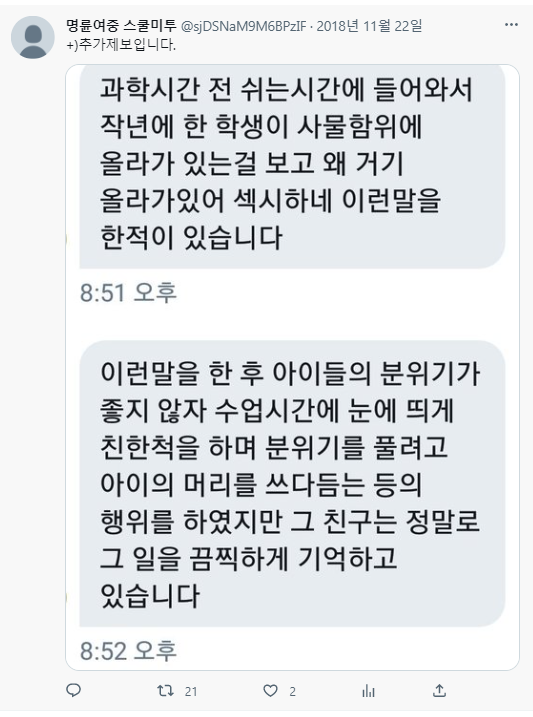 명륜여중 스쿨미투 @sjDSNaM9M6BPzIF · 2018년 11월 22일
+)추가제보입니다.
과학시간 전 쉬는시간에 들어와서
작년에 한 학생이 사물함위에
올라가 있는걸 보고 왜 거기
올라가있어 섹시하네 이런말을
한적이 있습니다
8:51 오후
이런말을 한 후 아이들의 분위기가
좋지 않자 수업시간에 눈에 띄게
친한척을 하며 분위기를 풀려고
아이의 머리를 쓰다듬는 등의
행위를 하였지만 그 친구는 정말로
그 일을 끔찍하게 기억하고
있습니다
8:52 오후
21 2